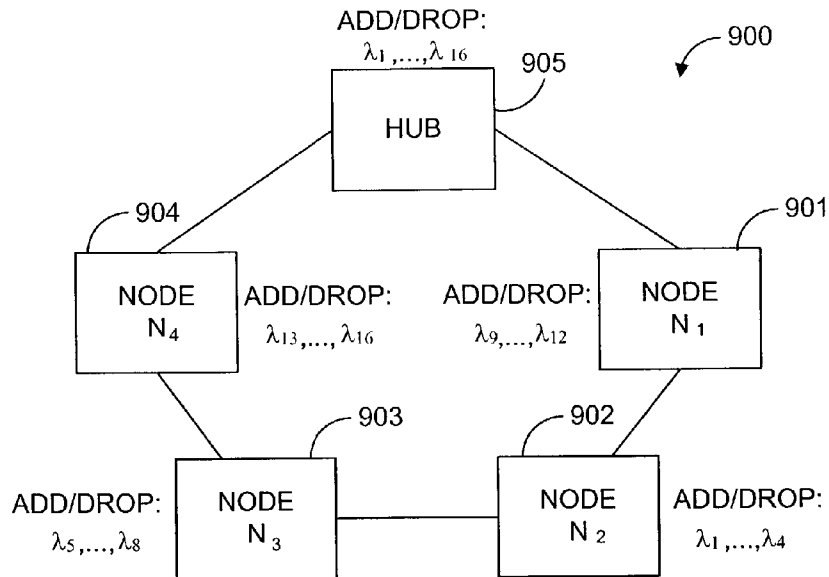 ADD/DROP:
λ1,...,λ16
900
905
HUB
904
901
NODE
N4
ADD/DROP:
λ13,...,λ16
ADD/DROP:
λ9,...,λ12
NODE
N1
903
902
ADD/DROP:
λ5,...,λ8
NODE
N3
NODE
N2
ADD/DROP:
λ1,...,λ4